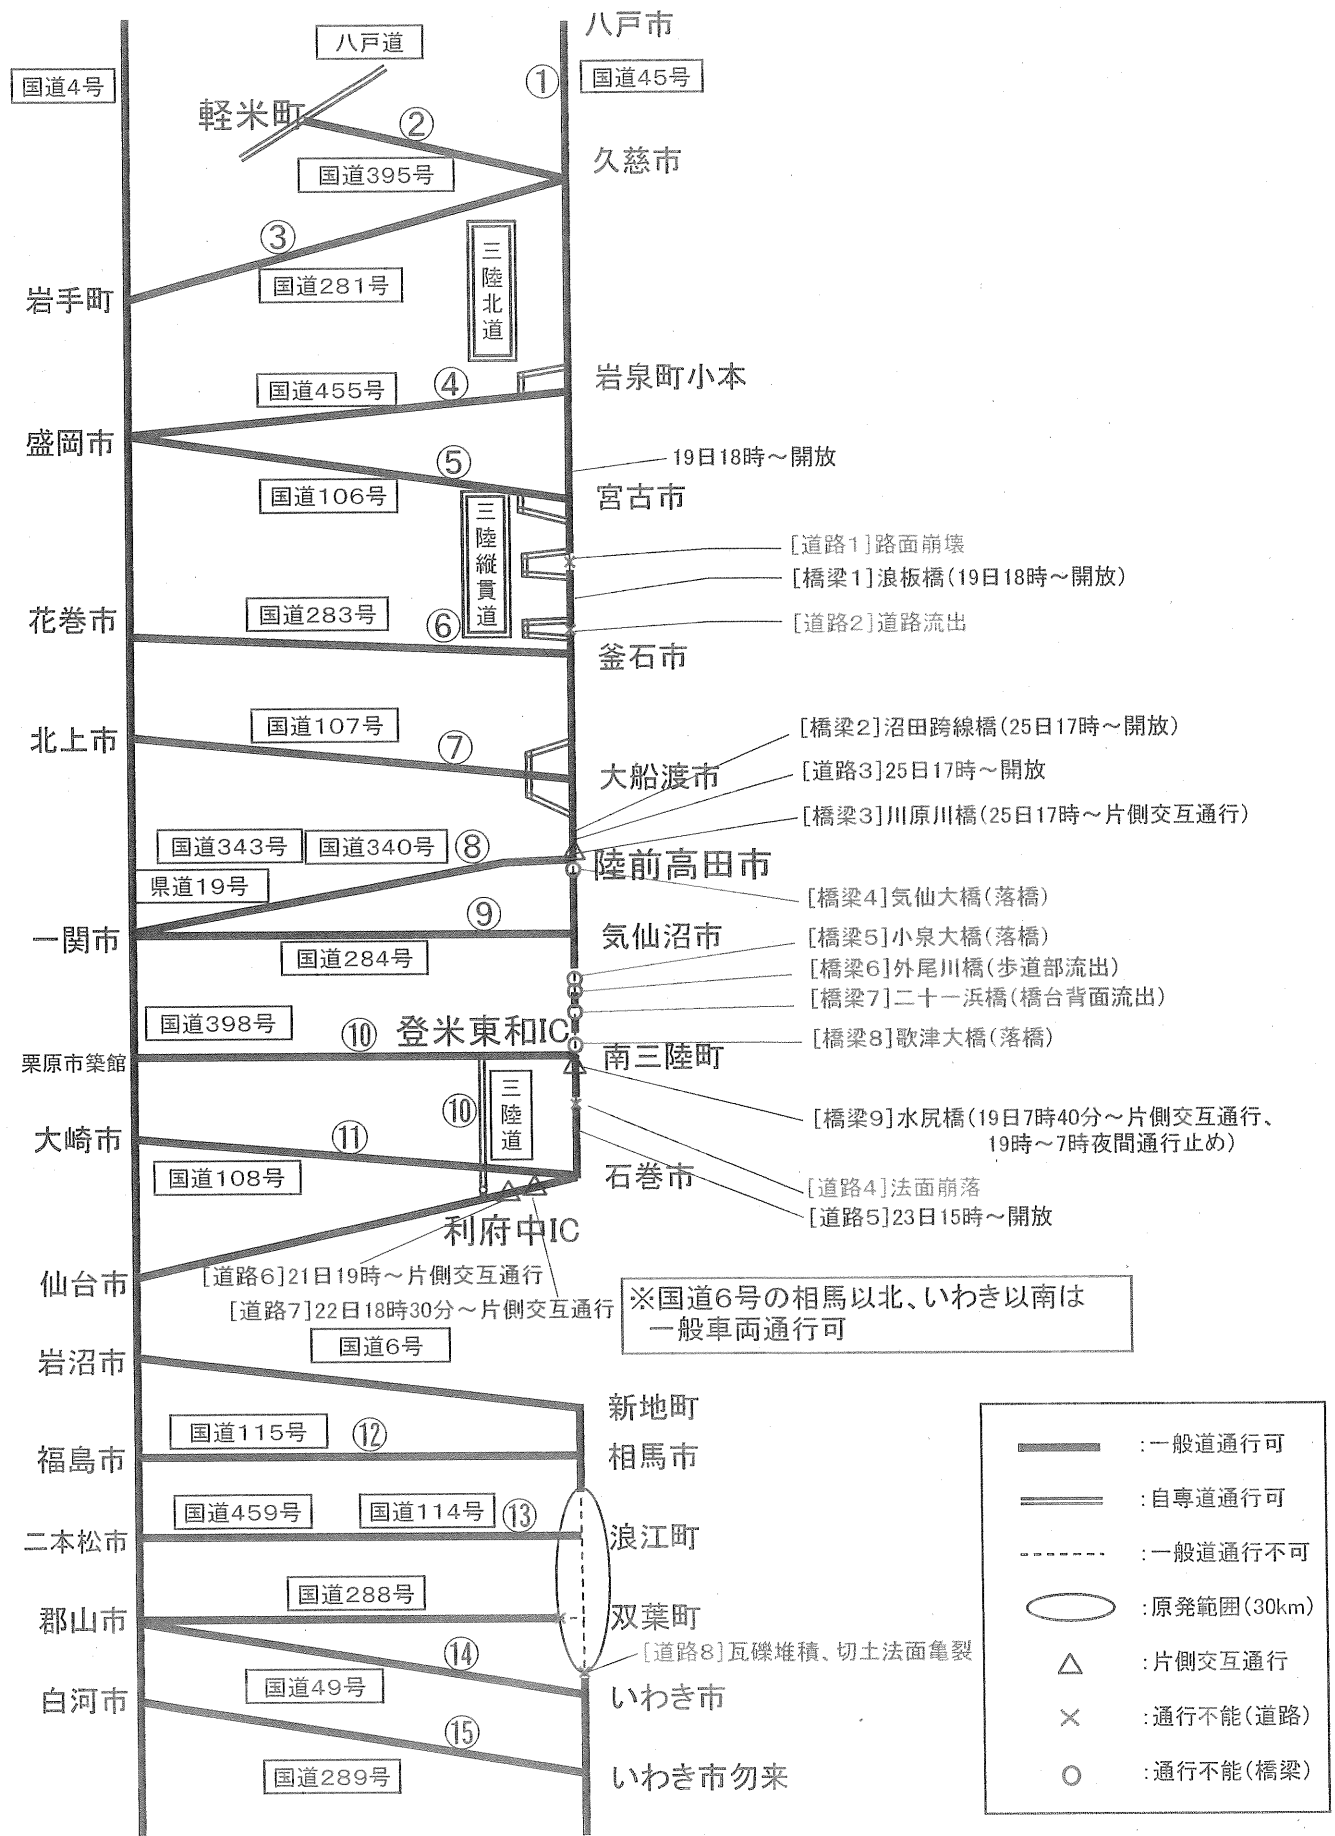 八戸市
八戸道
国道4号
①
国道45号
軽米町
②
久慈市
国道395号
③
三陸北道
国道281号
岩手町
岩泉町小本
国道455号
④
盛岡市
⑤
19日18時～開放
国道106号
宮古市
三陸縦貫道
[道路1]路面崩壊
[橋梁1]浪板橋(19日18時～開放)
国道283号
花巻市
⑥
[道路2]道路流出
釜石市
国道107号
[橋梁2]沼田跨線橋(25日17時～開放)
北上市
⑦
大船渡市
[道路3]25日17時～開放
[橋梁3]川原川橋(25日17時～片側交互通行)
国道343号
国道340号
⑧
陸前高田市
県道19号
[橋梁4]気仙大橋(落橋)
⑨
一関市
気仙沼市
[橋梁5]小泉大橋(落橋)
国道284号
[橋梁6]外尾川橋(歩道部流出)
[橋梁7]二十一浜橋(橋台背面流出)
国道398号
⑩
登米東和IC
[橋梁8]歌津大橋(落橋)
栗原市築館
南三陸町
三陸道
⑩
[橋梁9]水尻橋(19日7時40分～片側交互通行、
19時～7時夜間通行止め)
大崎市
⑪
国道108号
石巻市
[道路4]法面崩落
[道路5]23日15時～開放
利府中IC
仙台市
[道路6]21日19時～片側交互通行
[道路7]22日18時30分～片側交互通行
※国道6号の相馬以北、いわき以南は
一般車両通行可
国道6号
岩沼市
新地町
国道115号
⑫
福島市
相馬市
国道459号
国道114号
⑬
二本松市
浪江町
国道288号
郡山市
双葉町
⑭
[道路8]瓦礫堆積、切土法面亀裂
国道49号
白河市
いわき市
⑮
国道289号
いわき市勿来
:一般道通行可
:自専道通行可
:一般道通行不可
:原発範囲(30km)
:片側交互通行
:通行不能(道路)
:通行不能(橋梁)